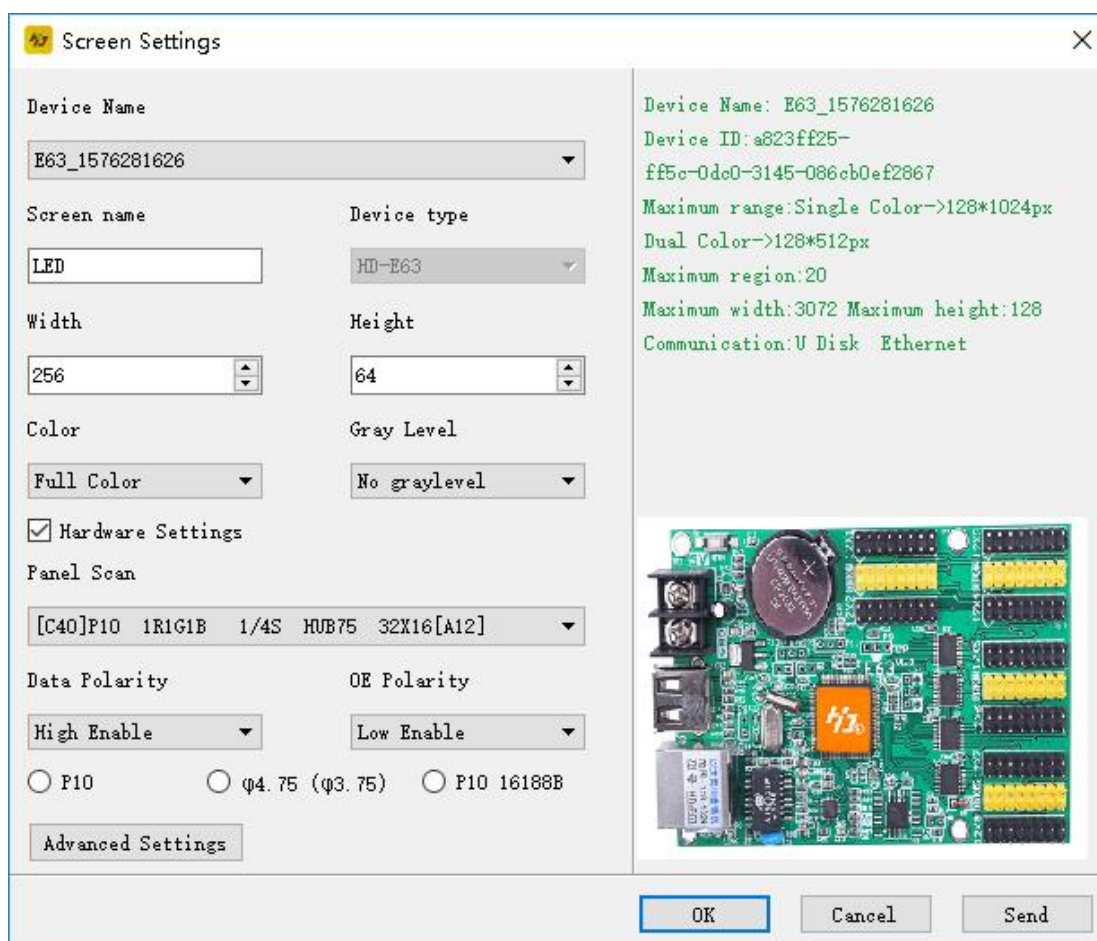 Screen Settings
Device Name
E63_1576281626
Screen name
Device type
LED
HD-E63
Width
Height
256
64
Color
Gray Level
Full Color
No graylevel
Hardware Settings
Panel Scan
[C40]P10 1R1G1B 1/4S HUB75 32X16[A12]
Data Polarity
OE Polarity
High Enable
Low Enable
P10
φ4.75 (φ3.75)
P10 16188B
Advanced Settings
Device Name: E63_1576281626
Device ID:a823ff25-
ff5c-0dc0-3145-086cb0ef2867
Maximum range:Single Color->128*1024px
Dual Color->128*512px
Maximum region:20
Maximum width:3072 Maximum height:128
Communication:U Disk Ethernet
OK
Cancel
Send